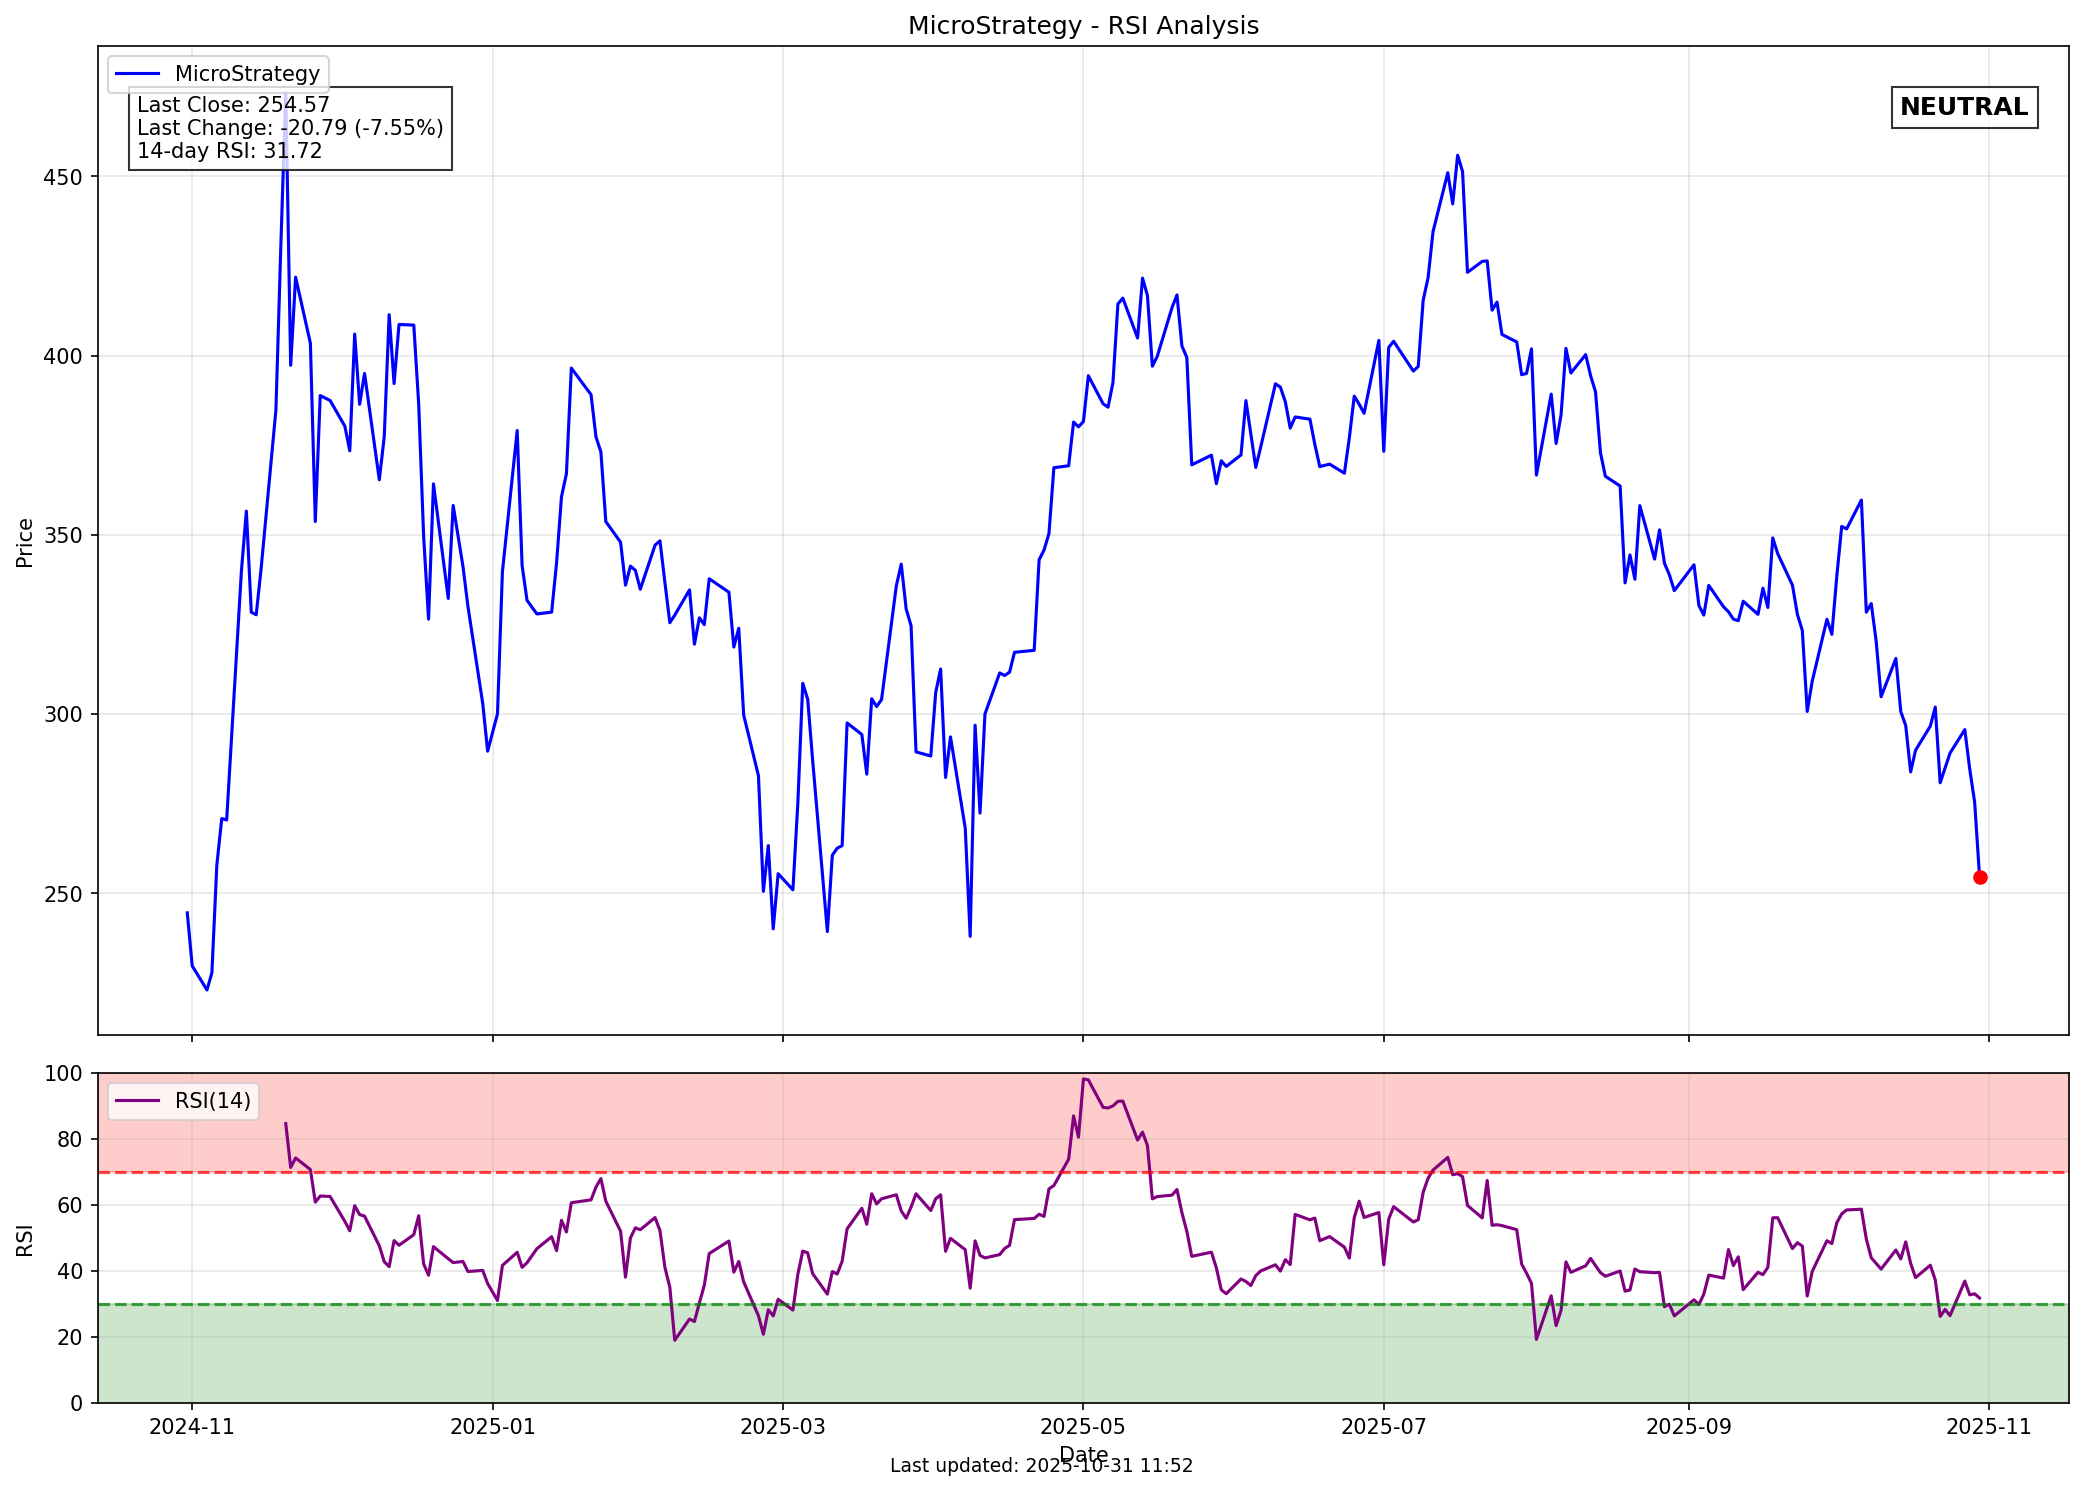 MicroStrategy - RSI Analysis
MicroStrategy
Last Close: 254.57
Last Change: -20.79 (-7.55%)
14-day RSI: 31.72
NEUTRAL
Price
450
400
350
300
250
RSI(14)
RSI
100
80
60
40
20
0
2024-11
2025-01
2025-03
2025-05
2025-07
2025-09
2025-11
Date
Last updated: 2025-10-31 11:52